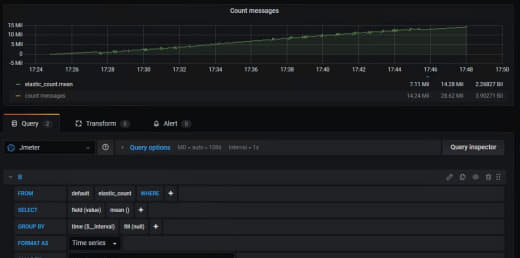 Count messages
15 Mil
10 Mil
5 Mil
0
-5 Mil
17:24 17:26 17:28 17:30 17:32 17:34 17:36 17:38 17:40 17:42 17:44 17:46 17:48 17:50
elastic_count.mean 7.11 Mil 14.28 Mil 2.26827 Bil
count messages 14.24 Mil 28.62 Mil 3.90271 Bil
Query 2 Transform 0 Alert 0
Jmeter Query options MD = auto = 1086 Interval = 1s Query inspector
B
FROM default elastic_count WHERE +
SELECT field (value) mean () +
GROUP BY time ($__interval) fill (null) +
FORMAT AS Time series